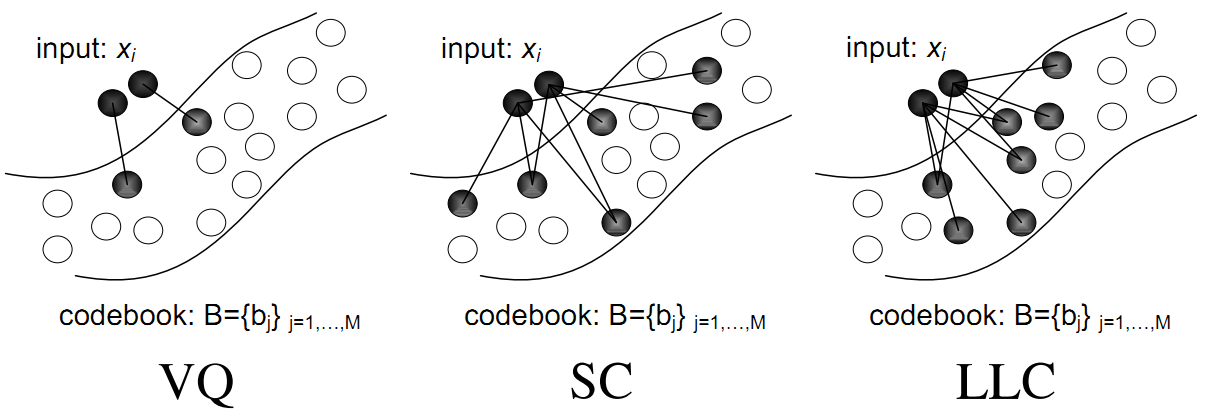 input: xi
input: xi
input: xi
codebook: B={bj} j=1,...,M
codebook: B={bj} j=1,...,M
codebook: B={bj} j=1,...,M
VQ
SC
LLC